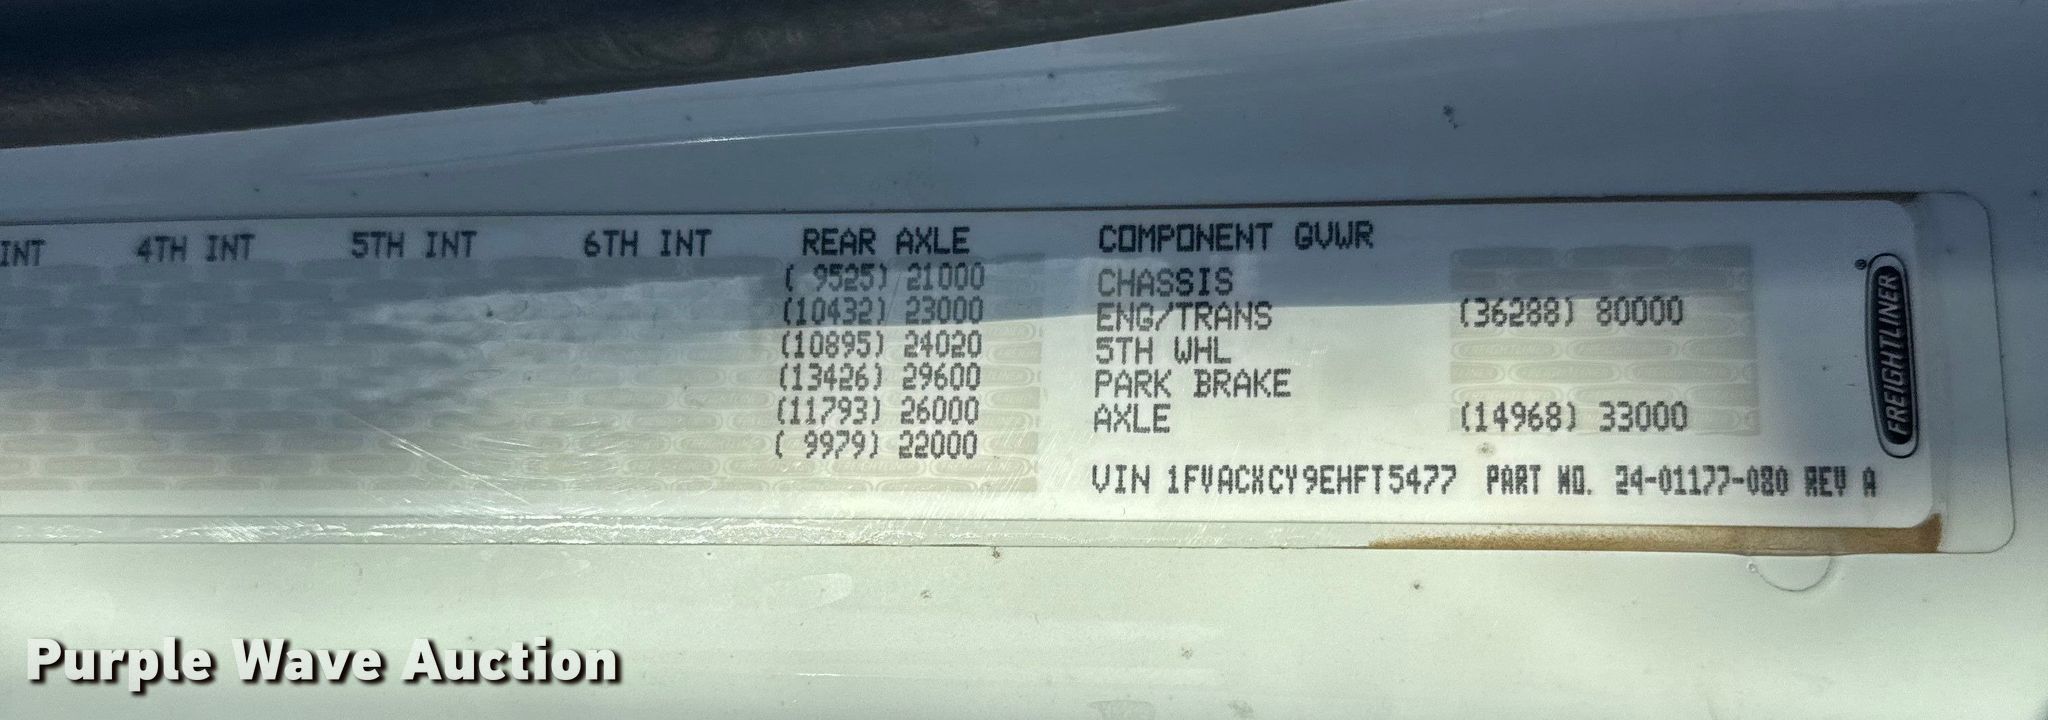 INT 4TH INT 5TH INT 6TH INT REAR AXLE
( 9525) 21000
(10432) 23000
(10895) 24020
(13426) 29600
(11793) 26000
( 9979) 22000
COMPONENT GVWR
CHASSIS
ENG/TRANS (36288) 80000
5TH WHL
PARK BRAKE
AXLE (14968) 33000
VIN 1FVACXCY9EHFT5477 PART NO. 24-01177-080 REV A
FREIGHTLINER
Purple Wave Auction